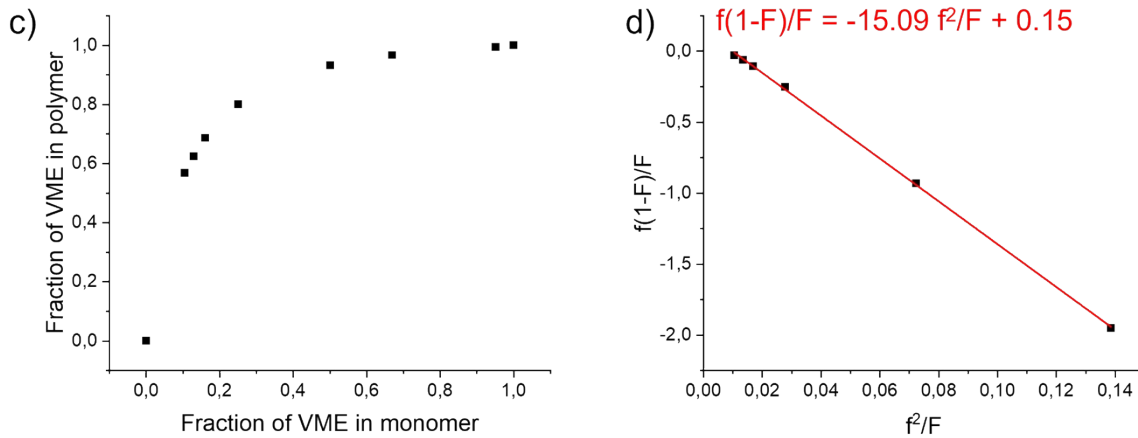 c)
1,0
0,8
0,6
0,4
0,2
0,0
Fraction of VME in polymer
0,0 0,2 0,4 0,6 0,8 1,0
Fraction of VME in monomer
d)
f(1-F)/F = -15.09 f²/F + 0.15
0,0
-0,5
-1,0
-1,5
-2,0
f(1-F)/F
0,00 0,02 0,04 0,06 0,08 0,10 0,12 0,14
f²/F